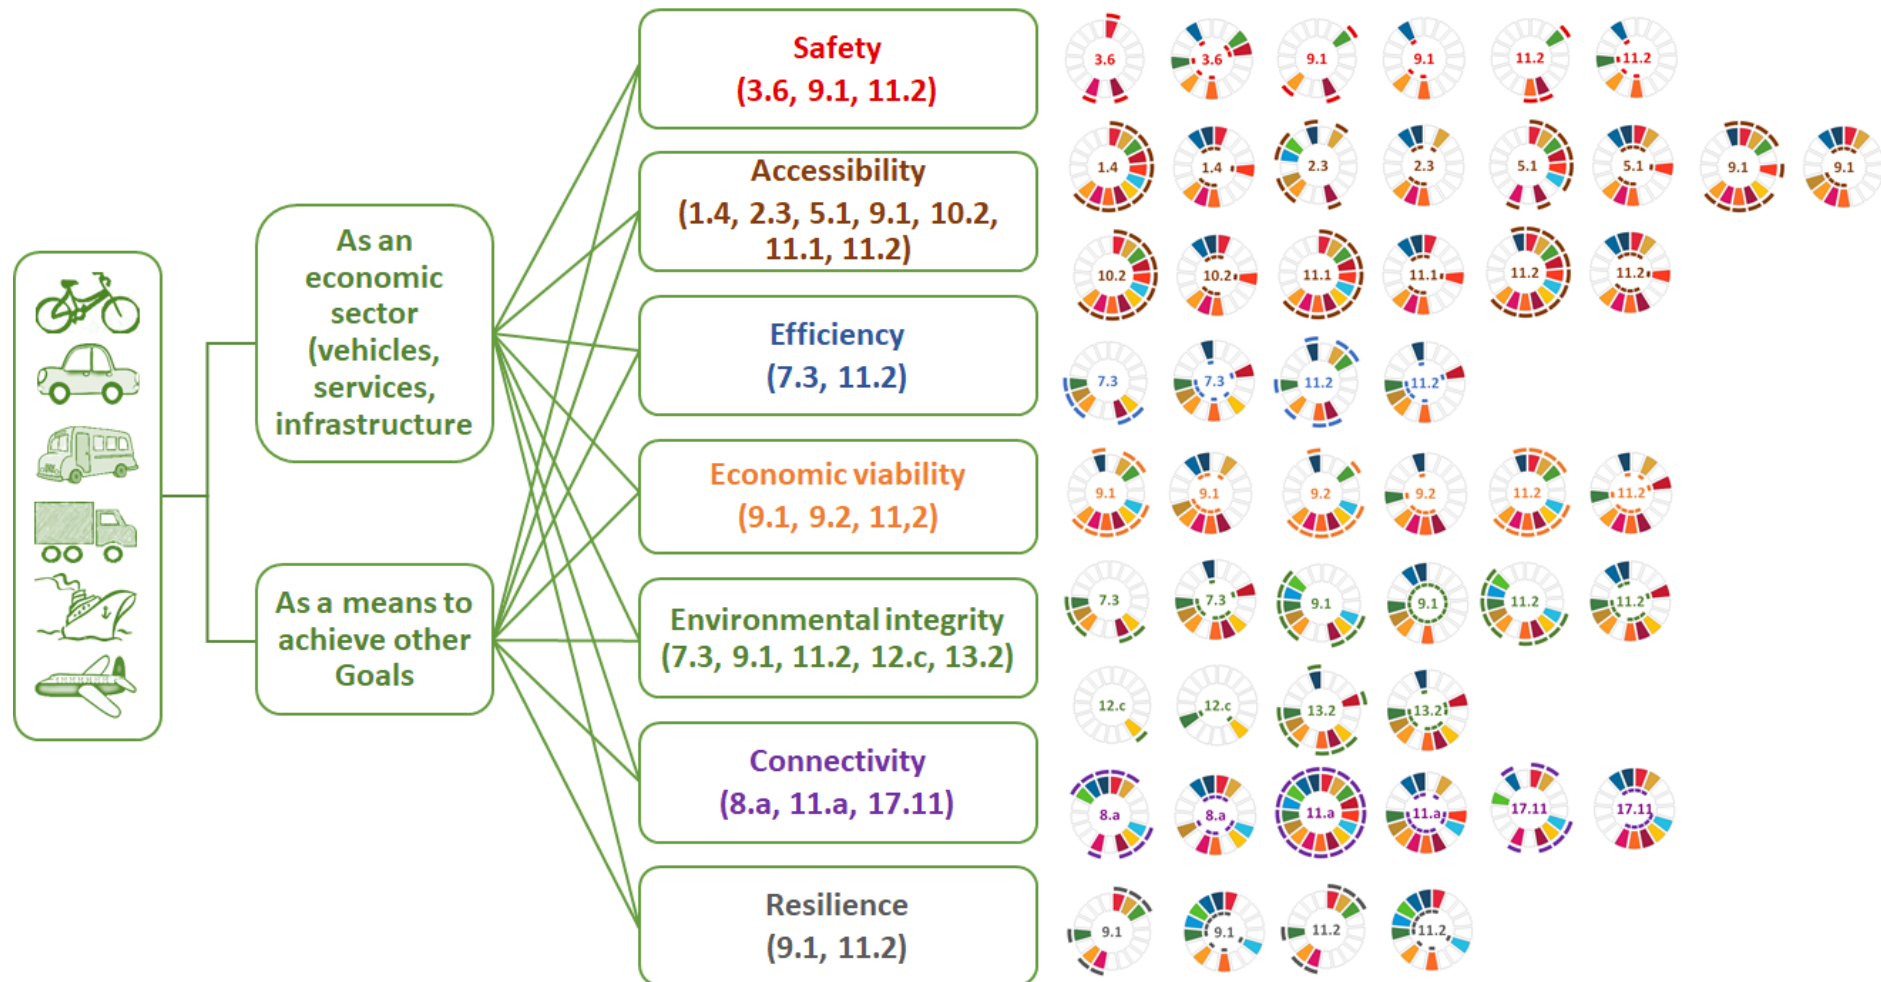 As an
economic
sector
(vehicles,
services,
infrastructure
As a means to
achieve other
Goals
Safety
(3.6, 9.1, 11.2)
3.6 3.6 9.1 9.1 11.2 11.2
Accessibility
(1.4, 2.3, 5.1, 9.1, 10.2,
11.1, 11.2)
1.4 1.4 2.3 2.3 5.1 5.1 9.1 9.1
10.2 10.2 11.1 11.1 11.2 11.2
Efficiency
(7.3, 11.2)
7.3 7.3 11.2 11.2
Economic viability
(9.1, 9.2, 11,2)
9.1 9.1 9.2 9.2 11.2 11.2
Environmental integrity
(7.3, 9.1, 11.2, 12.c, 13.2)
7.3 7.3 9.1 9.1 11.2 11.2
12.c 12.c 13.2 13.2
Connectivity
(8.a, 11.a, 17.11)
8.a 8.a 11.a 11.a 17.11 17.11
Resilience
(9.1, 11.2)
9.1 9.1 11.2 11.2